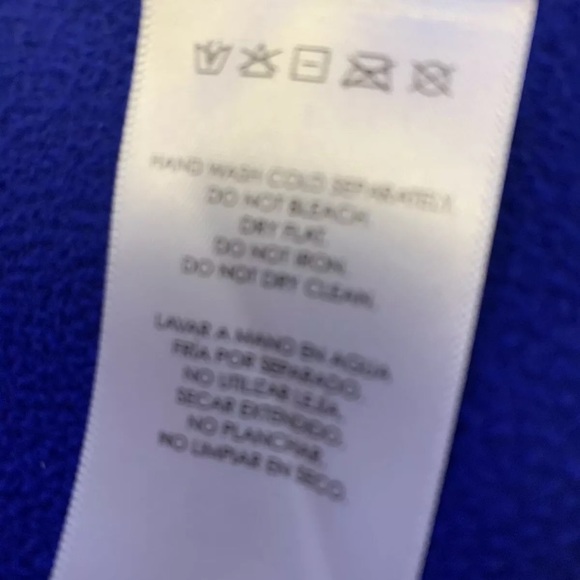 HAND WASH COLD SEPARATELY.
DO NOT BLEACH.
DRY FLAT.
DO NOT IRON.
DO NOT DRY CLEAN.
LAVAR A MANO EN AGUA
FRIA POR SEPARADO.
NO UTILIZAR LEJIA.
SECAR EXTENDIDO.
NO PLANCHAR.
NO LIMPIAR EN SECO.